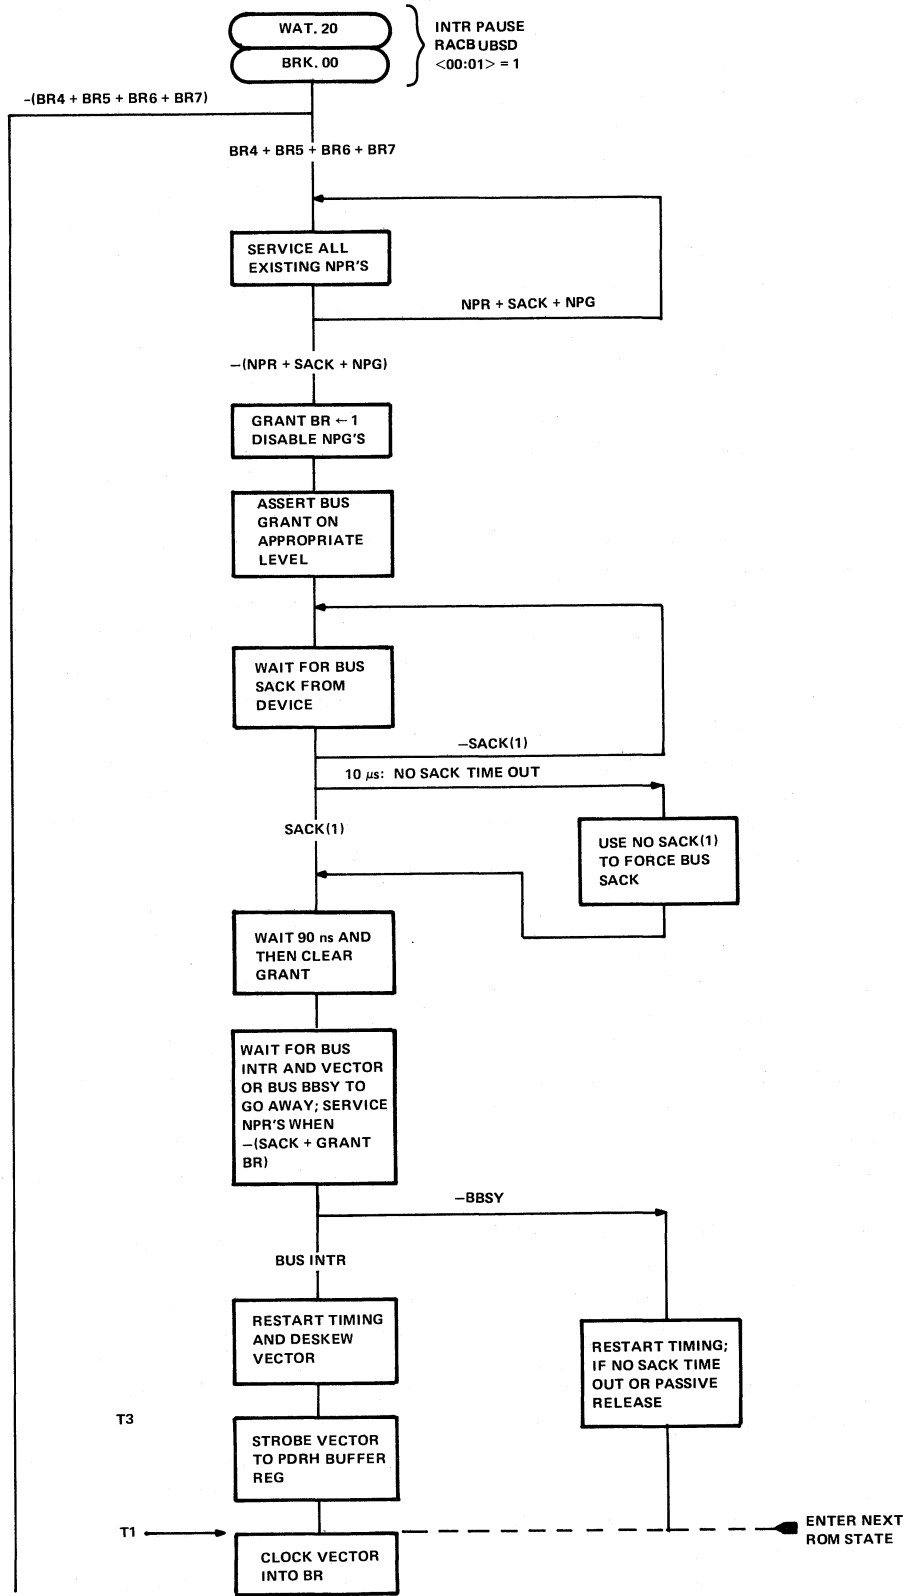 WAT. 20
BRK. 00
INTR PAUSE
RACB UBSD
<00:01> = 1
–(BR4 + BR5 + BR6 + BR7)
BR4 + BR5 + BR6 + BR7
SERVICE ALL
EXISTING NPR'S
NPR + SACK + NPG
–(NPR + SACK + NPG)
GRANT BR ← 1
DISABLE NPG'S
ASSERT BUS
GRANT ON
APPROPRIATE
LEVEL
WAIT FOR BUS
SACK FROM
DEVICE
–SACK(1)
10 µs: NO SACK TIME OUT
SACK(1)
USE NO SACK(1)
TO FORCE BUS
SACK
WAIT 90 ns AND
THEN CLEAR
GRANT
WAIT FOR BUS
INTR AND VECTOR
OR BUS BBSY TO
GO AWAY; SERVICE
NPR'S WHEN
–(SACK + GRANT
BR)
–BBSY
BUS INTR
RESTART TIMING
AND DESKEW
VECTOR
RESTART TIMING;
IF NO SACK TIME
OUT OR PASSIVE
RELEASE
T3
STROBE VECTOR
TO PDRH BUFFER
REG
T1
ENTER NEXT
ROM STATE
CLOCK VECTOR
INTO BR